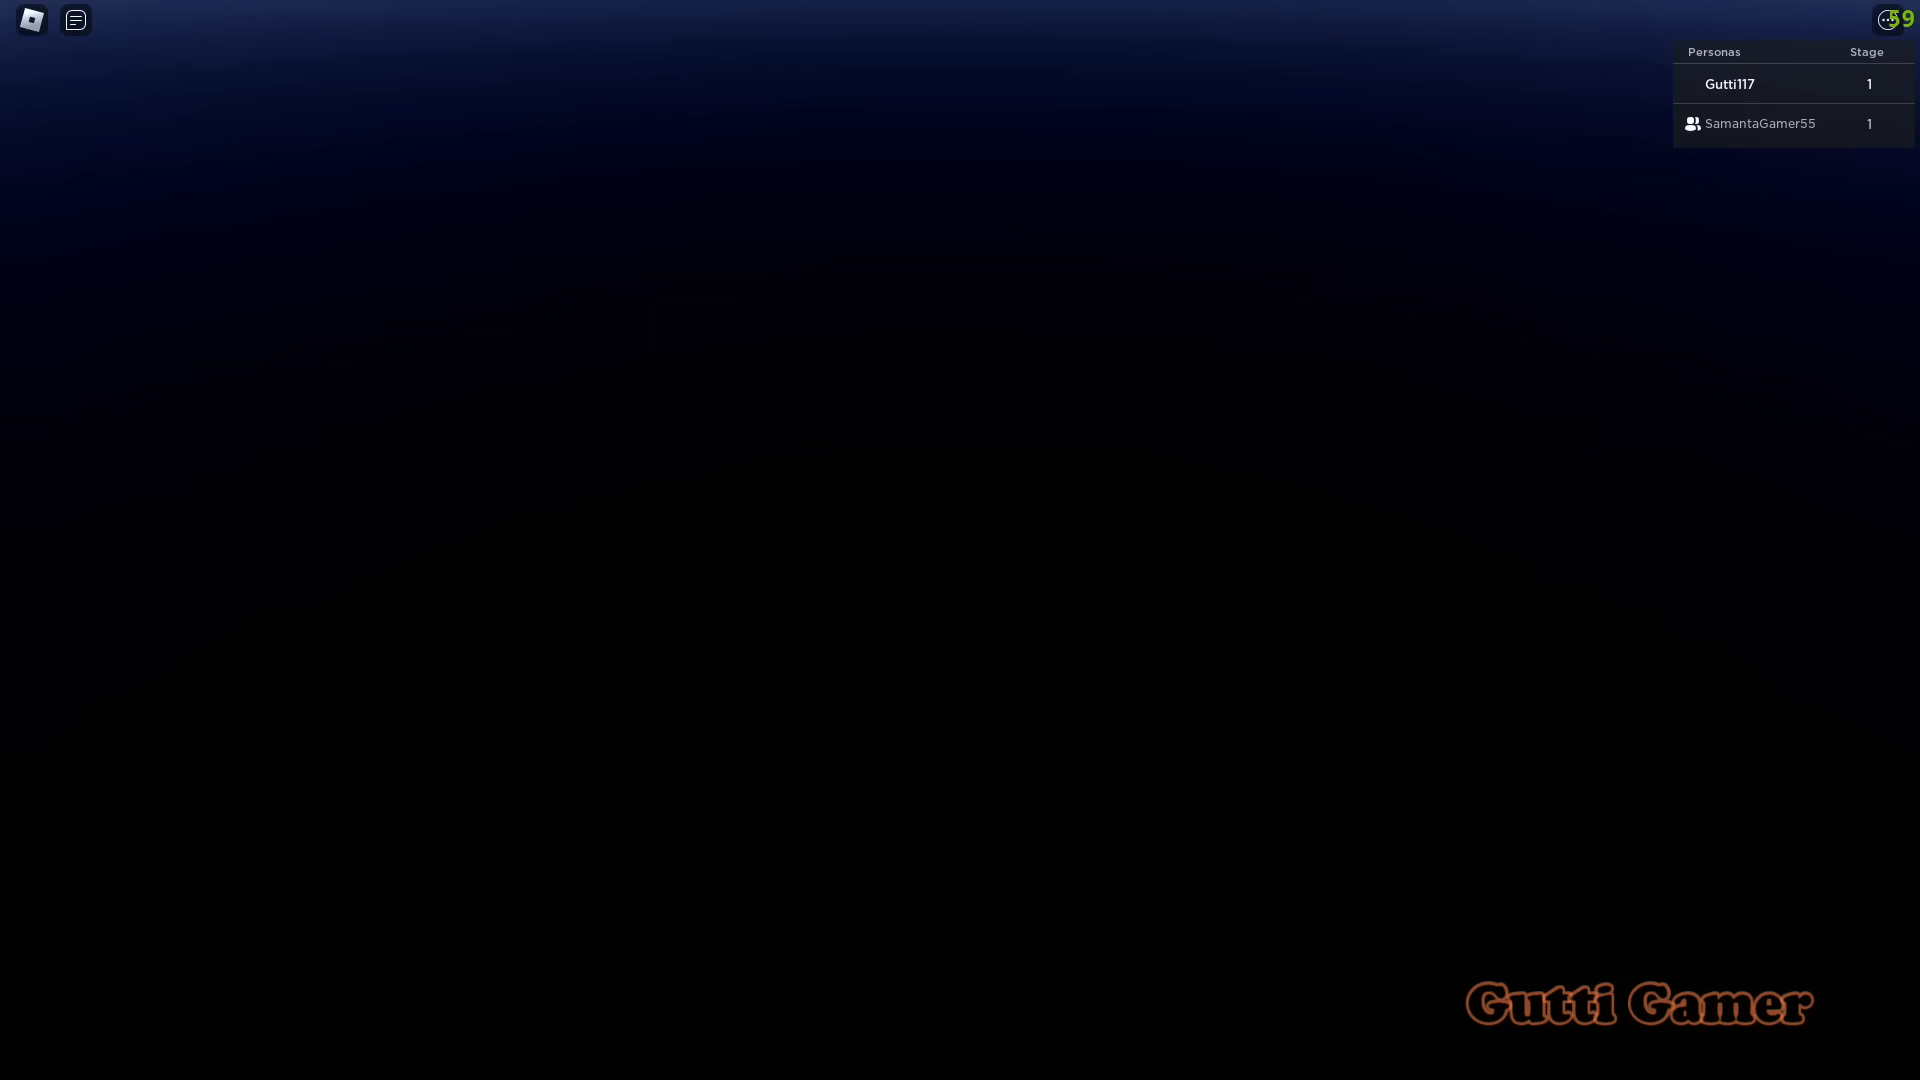 59
Personas Stage
Gutti117 1
SamantaGamer55 1
Gutti Gamer